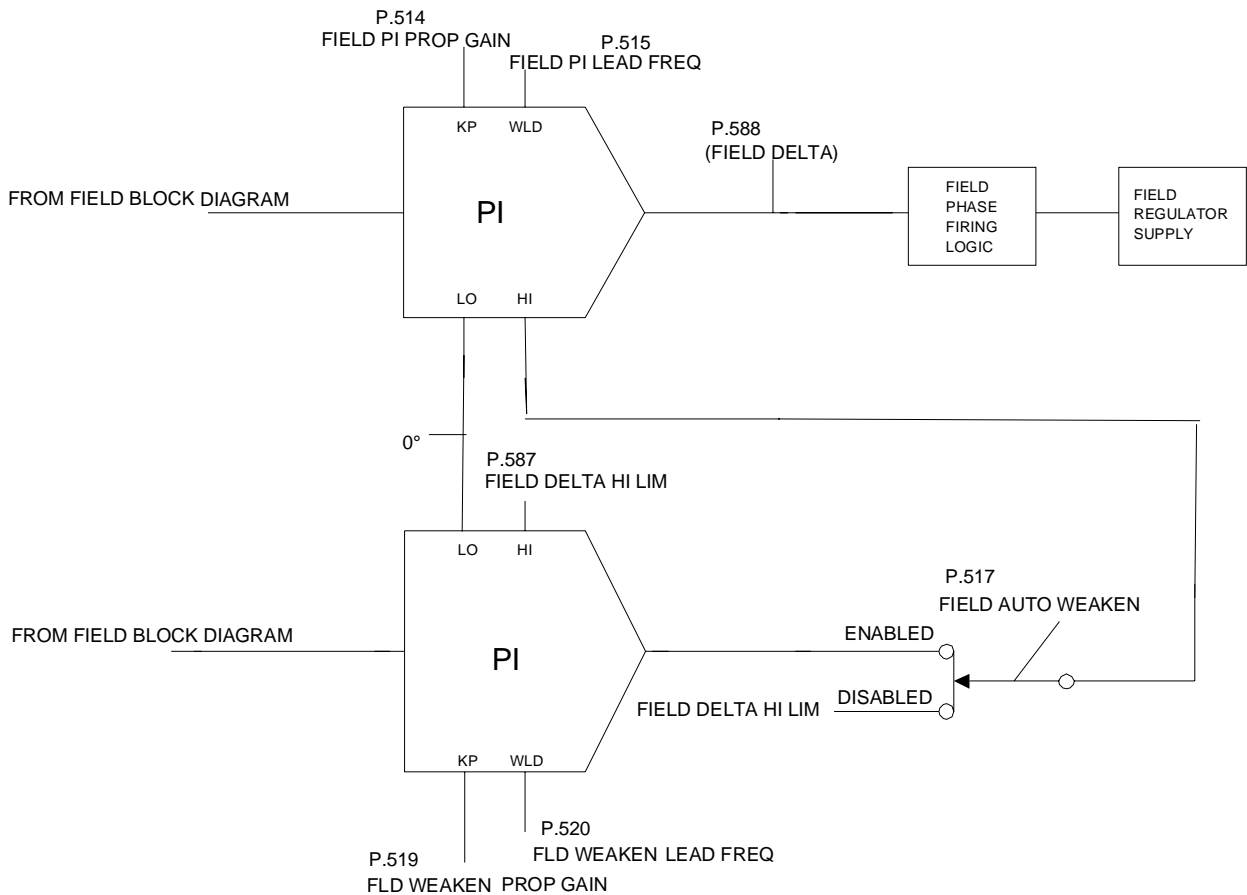 P.514
FIELD PI PROP GAIN
P.515
FIELD PI LEAD FREQ
KP WLD
P.588
(FIELD DELTA)
FROM FIELD BLOCK DIAGRAM
PI
FIELD
PHASE
FIRING
LOGIC
FIELD
REGULATOR
SUPPLY
LO HI
0°
P.587
FIELD DELTA HI LIM
LO HI
P.517
FIELD AUTO WEAKEN
FROM FIELD BLOCK DIAGRAM
PI
ENABLED
FIELD DELTA HI LIM
DISABLED
KP WLD
P.520
FLD WEAKEN LEAD FREQ
P.519
FLD WEAKEN PROP GAIN